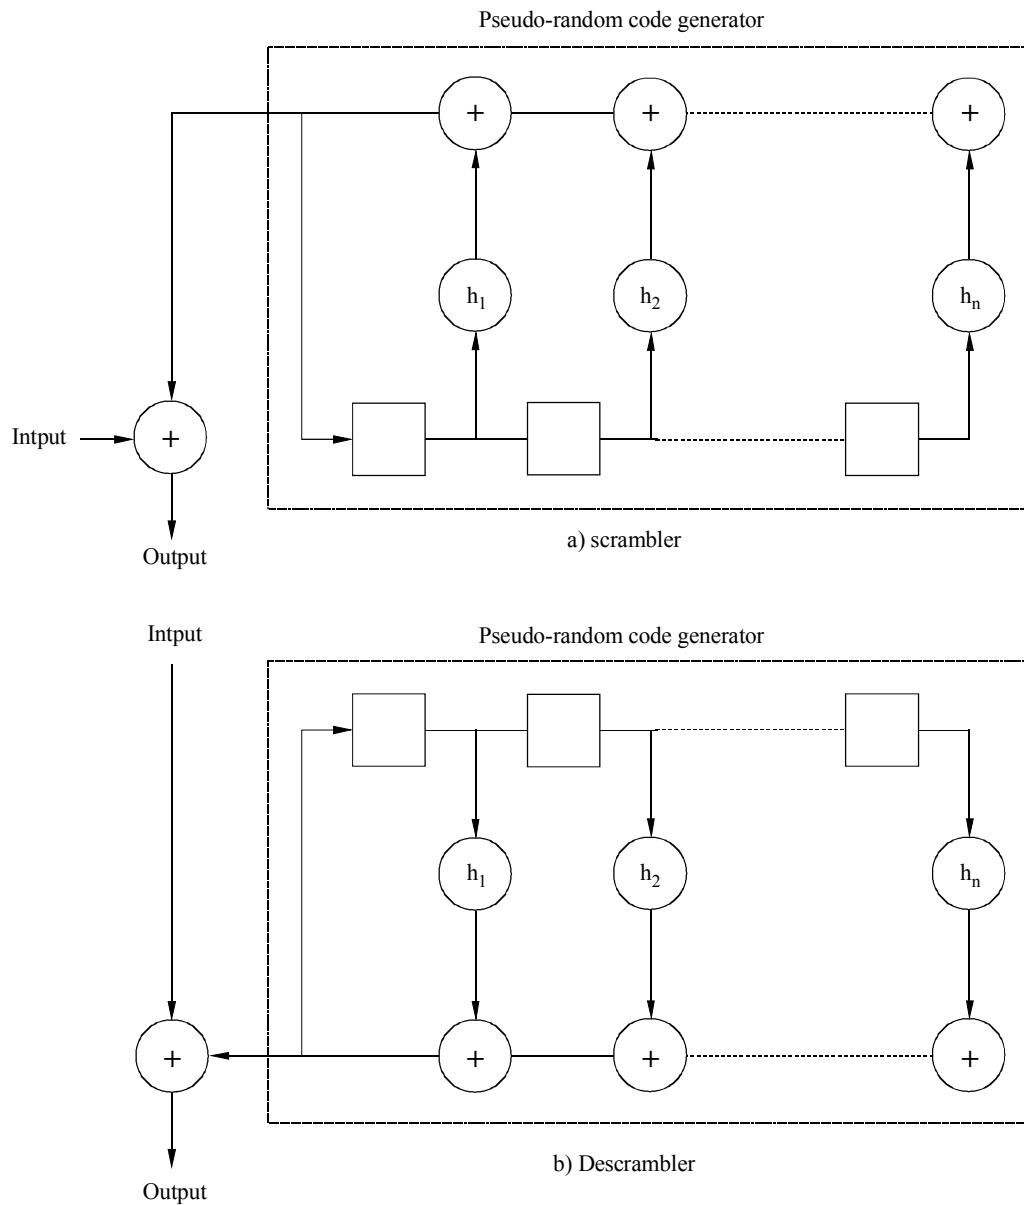 Pseudo-random code generator
+ + +
h1 h2 hn
Intput +
Output
a) scrambler
Intput
Pseudo-random code generator
h1 h2 hn
+ + + +
Output
b) Descrambler